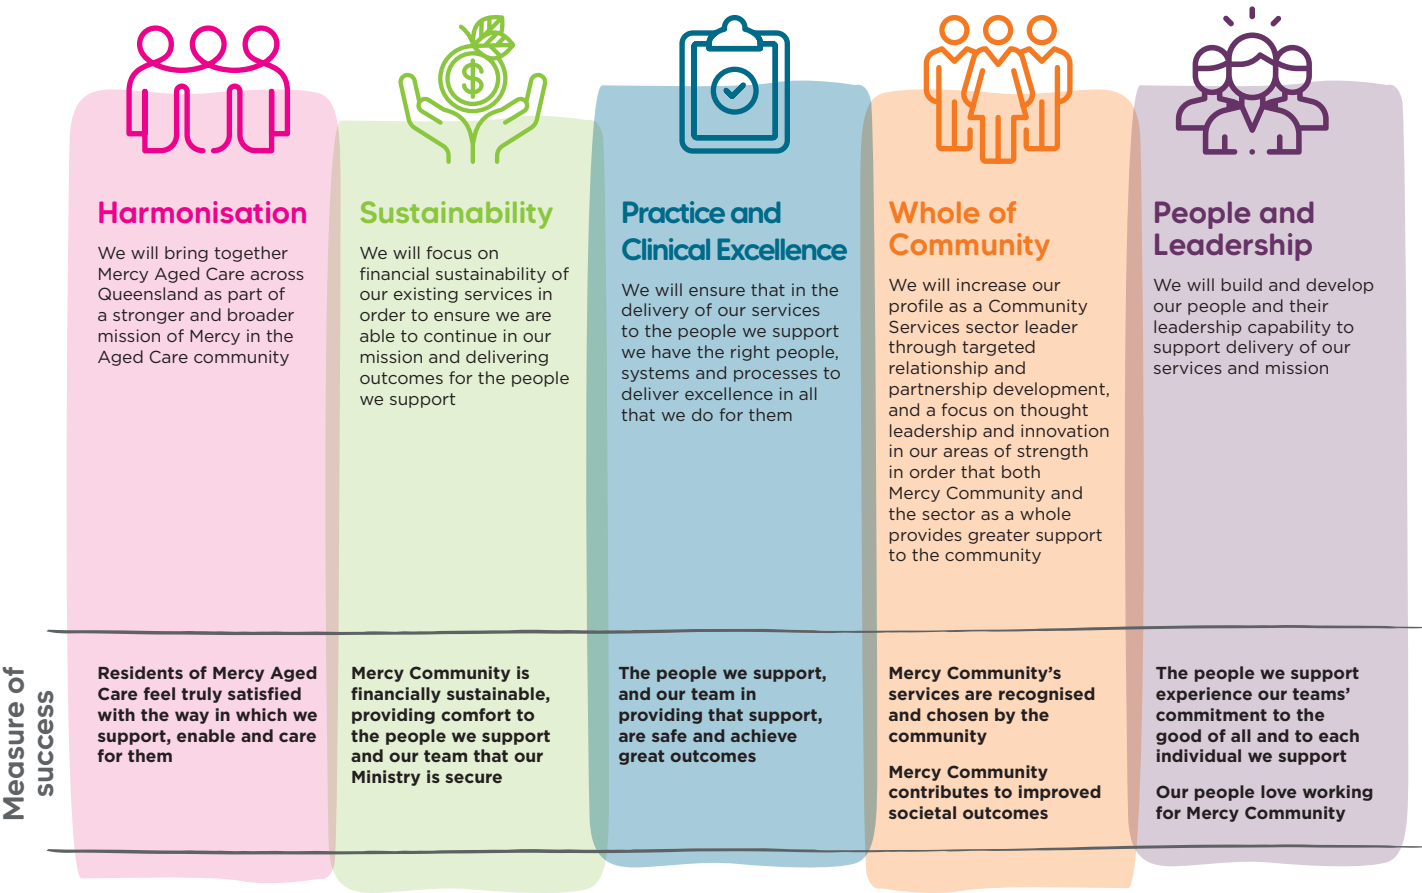 Harmonisation
We will bring together
Mercy Aged Care across
Queensland as part of
a stronger and broader
mission of Mercy in the
Aged Care community
Sustainability
We will focus on
financial sustainability of
our existing services in
order to ensure we are
able to continue in our
mission and delivering
outcomes for the people
we support
Practice and
Clinical Excellence
We will ensure that in the
delivery of our services
to the people we support
we have the right people,
systems and processes to
deliver excellence in all
that we do for them
Whole of
Community
We will increase our
profile as a Community
Services sector leader
through targeted
relationship and
partnership development,
and a focus on thought
leadership and innovation
in our areas of strength
in order that both
Mercy Community and
the sector as a whole
provides greater support
to the community
People and
Leadership
We will build and develop
our people and their
leadership capability to
support delivery of our
services and mission
Measure of
success
Residents of Mercy Aged
Care feel truly satisfied
with the way in which we
support, enable and care
for them
Mercy Community is
financially sustainable,
providing comfort to
the people we support
and our team that our
Ministry is secure
The people we support,
and our team in
providing that support,
are safe and achieve
great outcomes
Mercy Community's
services are recognised
and chosen by the
community
Mercy Community
contributes to improved
societal outcomes
The people we support
experience our teams'
commitment to the
good of all and to each
individual we support
Our people love working
for Mercy Community